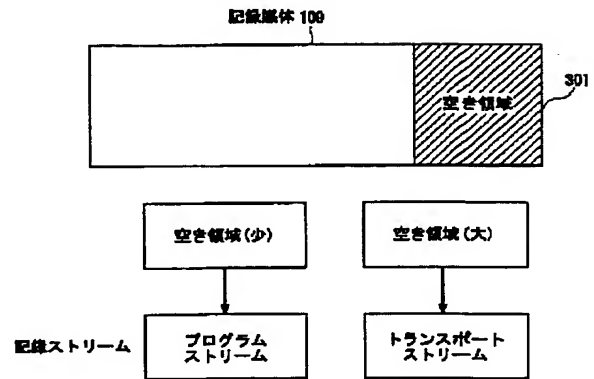 記録媒体 109
空き領域
301
空き領域(少)
空き領域(大)
記録ストリーム
プログラム
ストリーム
トランスポート
ストリーム